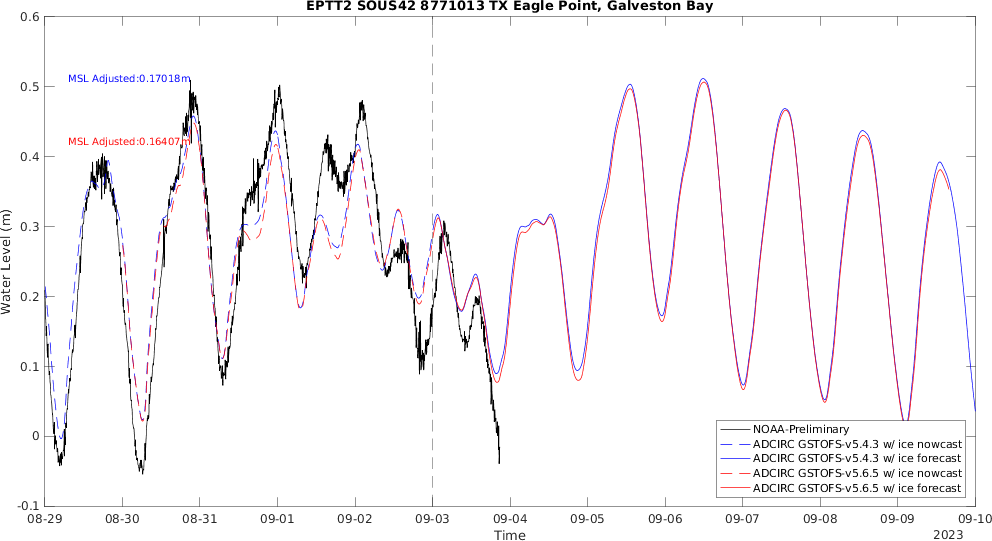 EPTT2 SOUS42 8771013 TX Eagle Point, Galveston Bay
0.6
0.5
0.4
0.3
0.2
0.1
0
-0.1
Water Level (m)
MSL Adjusted:0.17018m
MSL Adjusted:0.16407m
NOAA-Preliminary
ADCIRC GSTOFS-v5.4.3 w/ ice nowcast
ADCIRC GSTOFS-v5.4.3 w/ ice forecast
ADCIRC GSTOFS-v5.6.5 w/ ice nowcast
ADCIRC GSTOFS-v5.6.5 w/ ice forecast
08-29 08-30 08-31 09-01 09-02 09-03 09-04 09-05 09-06 09-07 09-08 09-09 09-10
Time
2023